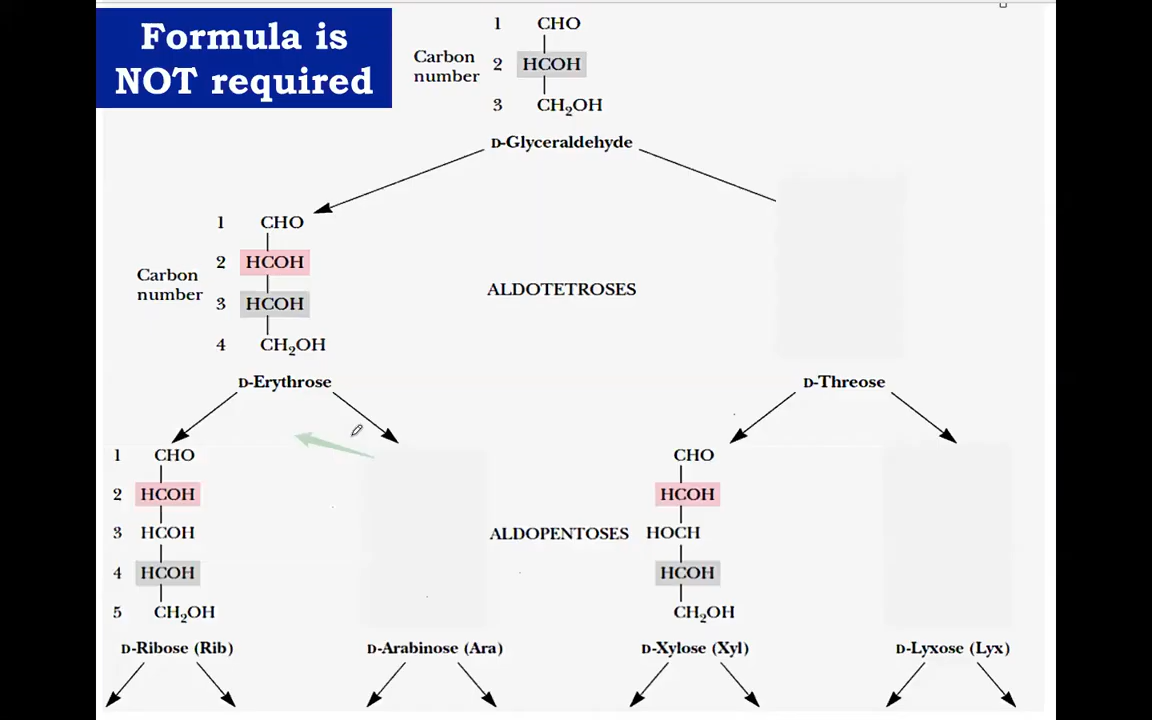 Formula is
NOT required
1 CHO
Carbon
number
2 HCOH
3 CH₂OH
D-Glyceraldehyde
1 CHO
2 HCOH
Carbon
number
3 HCOH
4 CH₂OH
ALDOTETROSES
D-Erythrose
D-Threose
1 CHO
2 HCOH
3 HCOH
4 HCOH
5 CH₂OH
D-Ribose (Rib)
D-Arabinose (Ara)
ALDOPENTOSES
CHO
HCOH
HOCH
HCOH
CH₂OH
D-Xylose (Xyl)
D-Lyxose (Lyx)